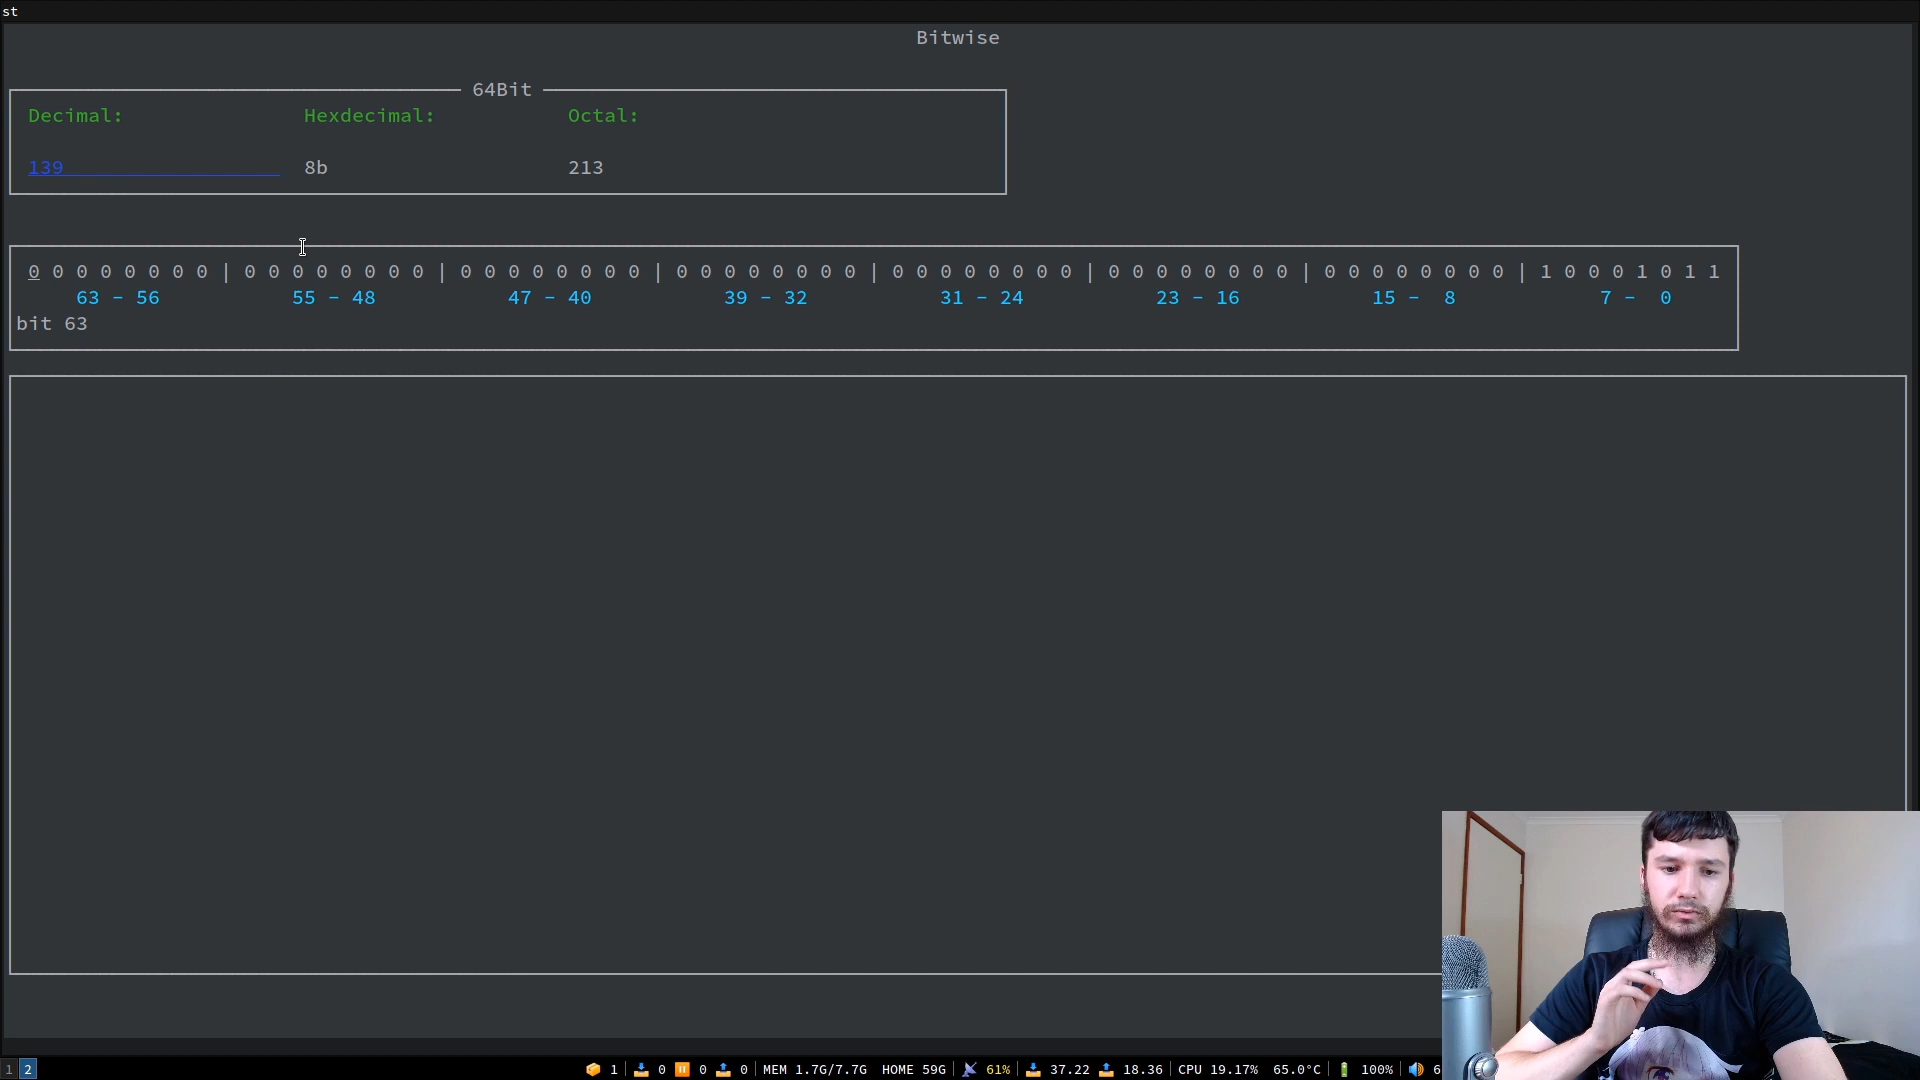 st
Bitwise
64Bit
Decimal: Hexdecimal: Octal:
139 8b 213
0 0 0 0 0 0 0 0 | 0 0 0 0 0 0 0 0 | 0 0 0 0 0 0 0 0 | 0 0 0 0 0 0 0 0 | 0 0 0 0 0 0 0 0 | 0 0 0 0 0 0 0 0 | 0 0 0 0 0 0 0 0 | 1 0 0 0 1 0 1 1
63 - 56 55 - 48 47 - 40 39 - 32 31 - 24 23 - 16 15 - 8 7 - 0
bit 63
1 2 1 | 0 0 0 | MEM 1.7G/7.7G HOME 59G | 61% | 37.22 18.36 | CPU 19.17% 65.0°C | 100% | 6